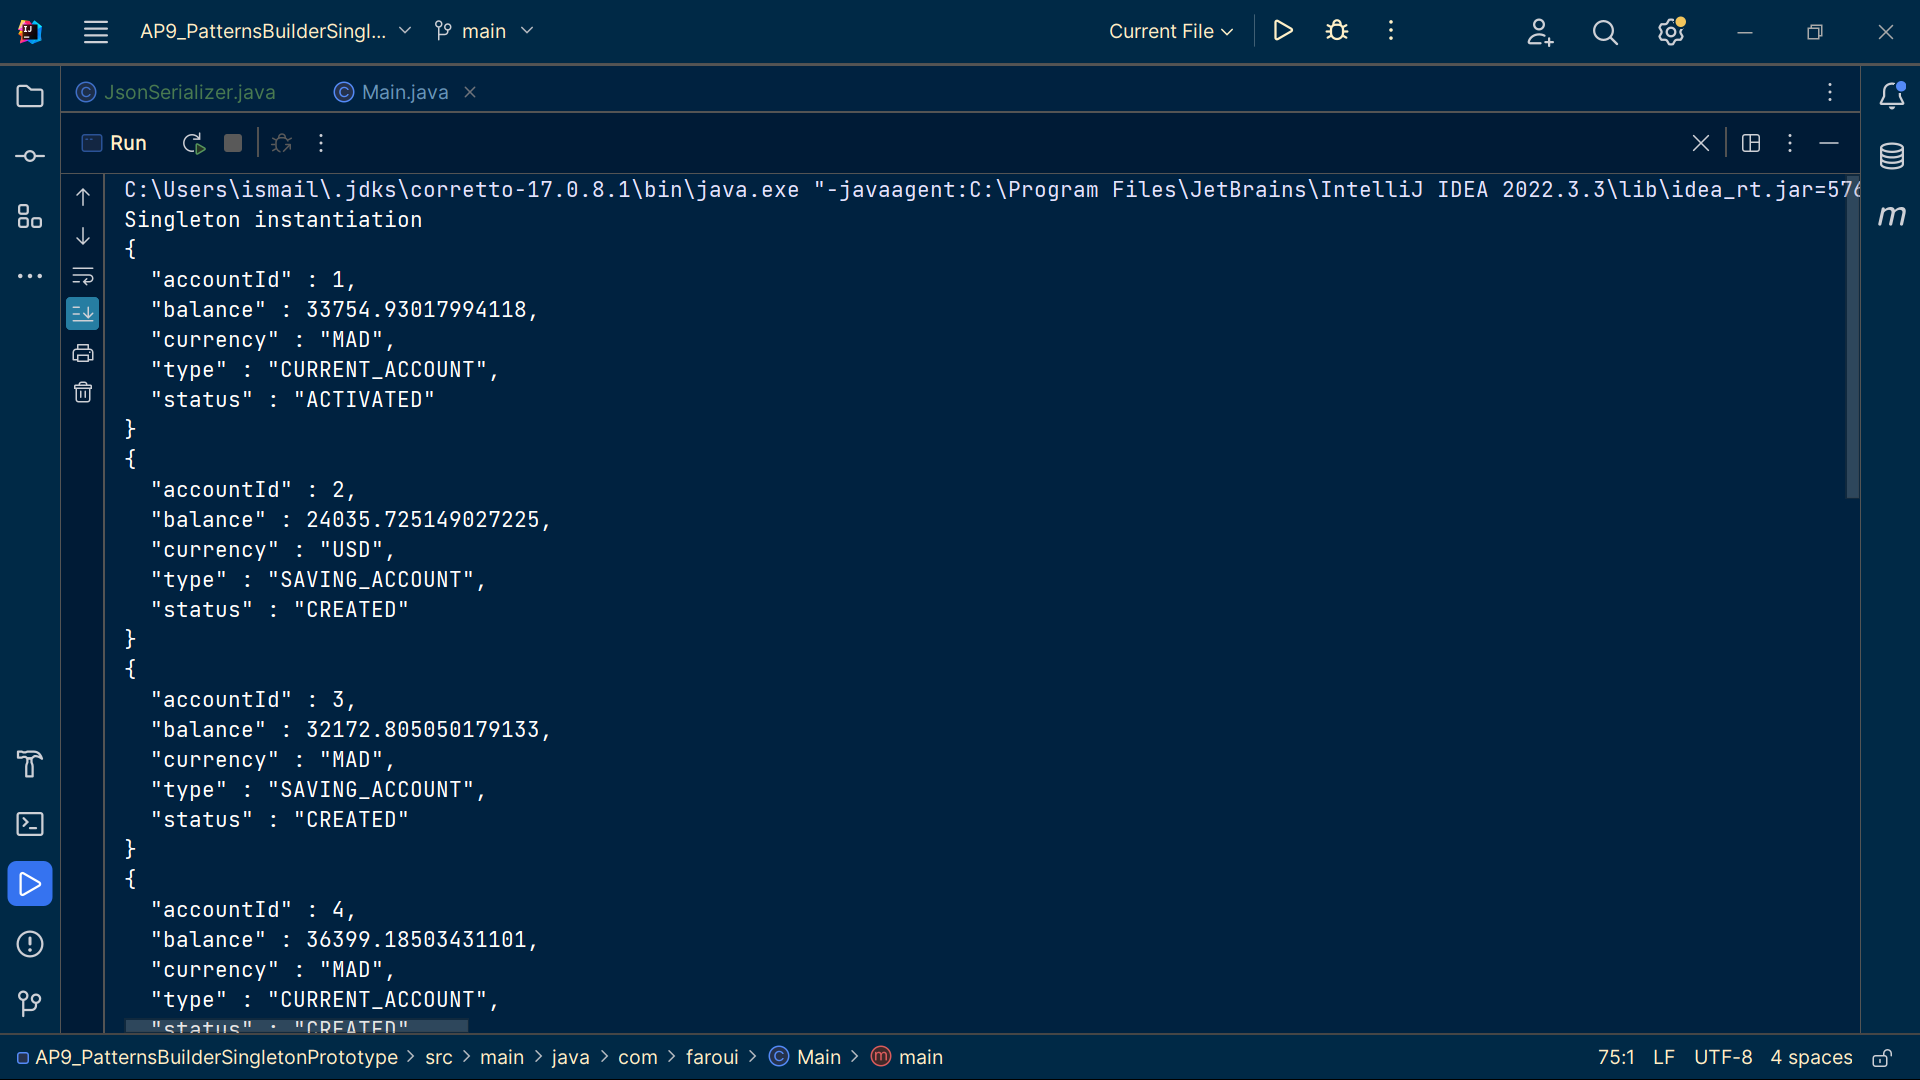 AP9_PatternsBuilderSingl... main Current File
JsonSerializer.java Main.java
Run
C:\Users\ismail\.jdks\corretto-17.0.8.1\bin\java.exe "-javaagent:C:\Program Files\JetBrains\IntelliJ IDEA 2022.3.3\lib\idea_rt.jar=576
Singleton instantiation
{
  "accountId" : 1,
  "balance" : 33754.93017994118,
  "currency" : "MAD",
  "type" : "CURRENT_ACCOUNT",
  "status" : "ACTIVATED"
}
{
  "accountId" : 2,
  "balance" : 24035.725149027225,
  "currency" : "USD",
  "type" : "SAVING_ACCOUNT",
  "status" : "CREATED"
}
{
  "accountId" : 3,
  "balance" : 32172.805050179133,
  "currency" : "MAD",
  "type" : "SAVING_ACCOUNT",
  "status" : "CREATED"
}
{
  "accountId" : 4,
  "balance" : 36399.18503431101,
  "currency" : "MAD",
  "type" : "CURRENT_ACCOUNT",
  "status" : "CREATED"
AP9_PatternsBuilderSingletonPrototype > src > main > java > com > faroui > Main > main 75:1 LF UTF-8 4 spaces